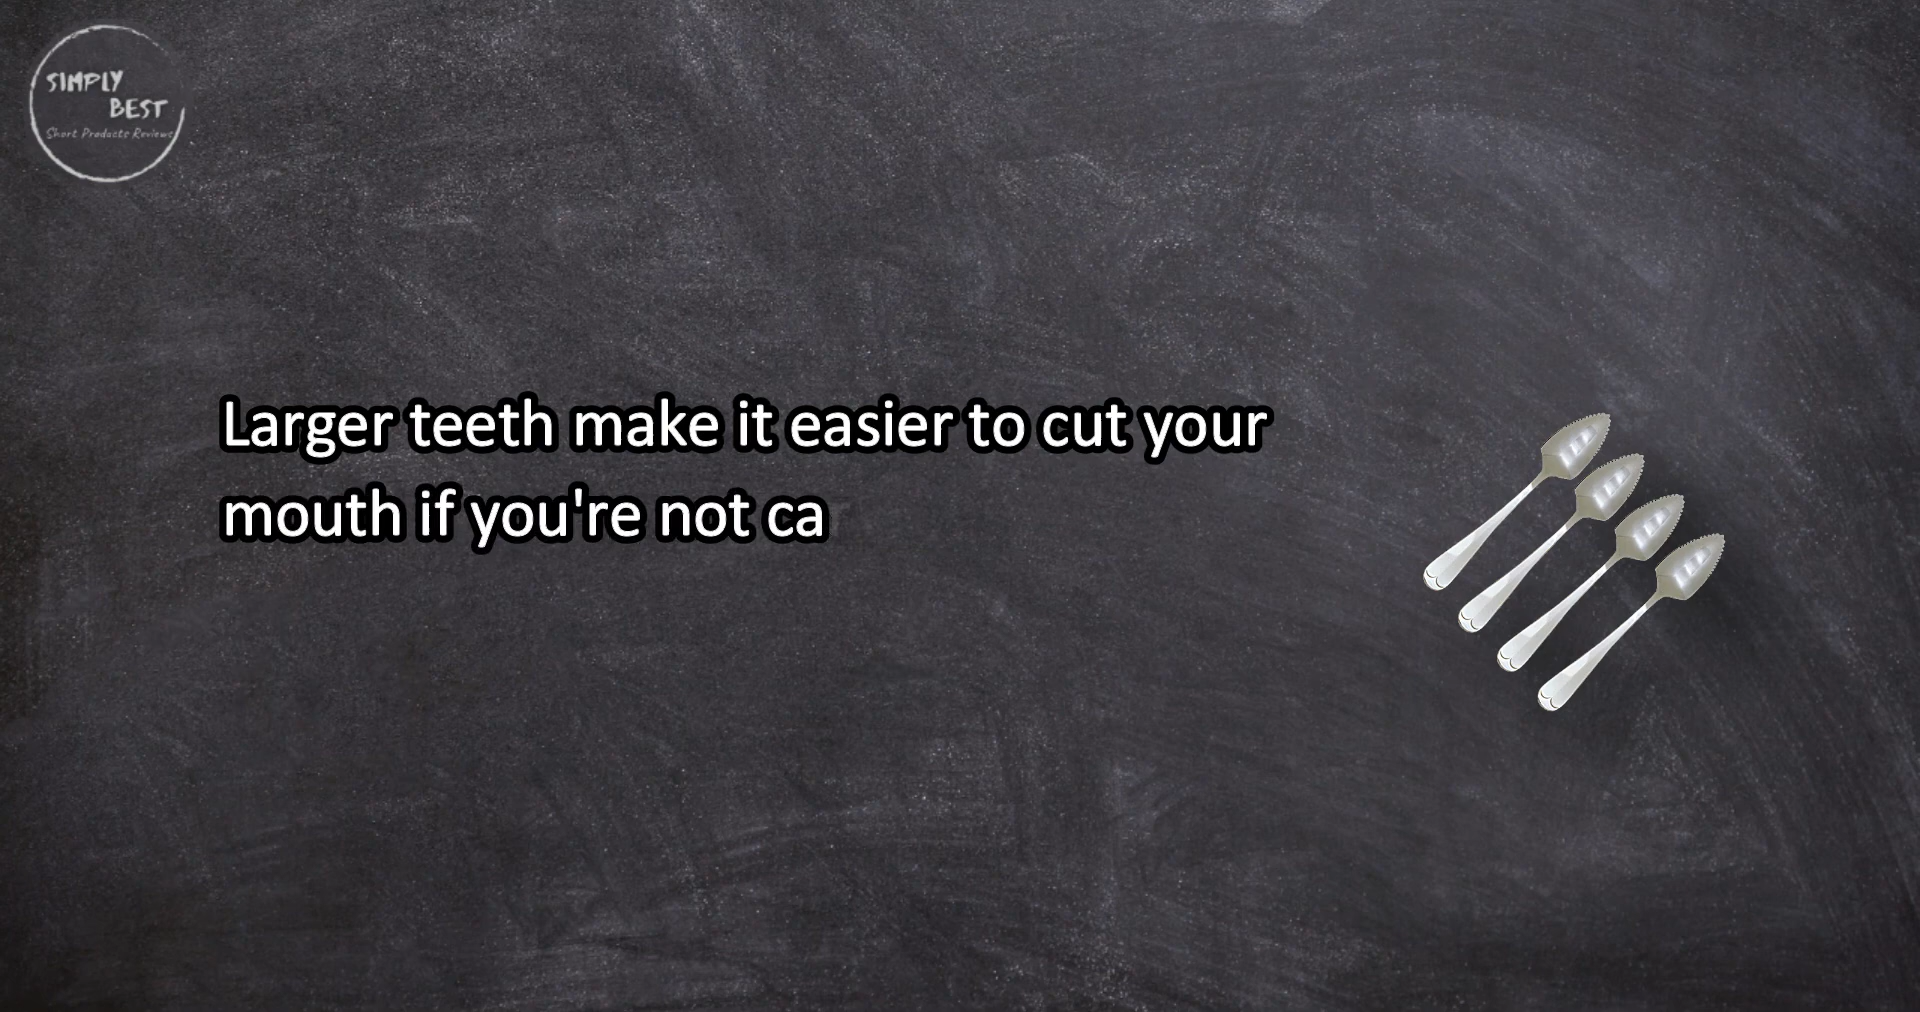 SIMPLY
BEST
Short Products Reviews
Larger teeth make it easier to cut your
mouth if you're not ca